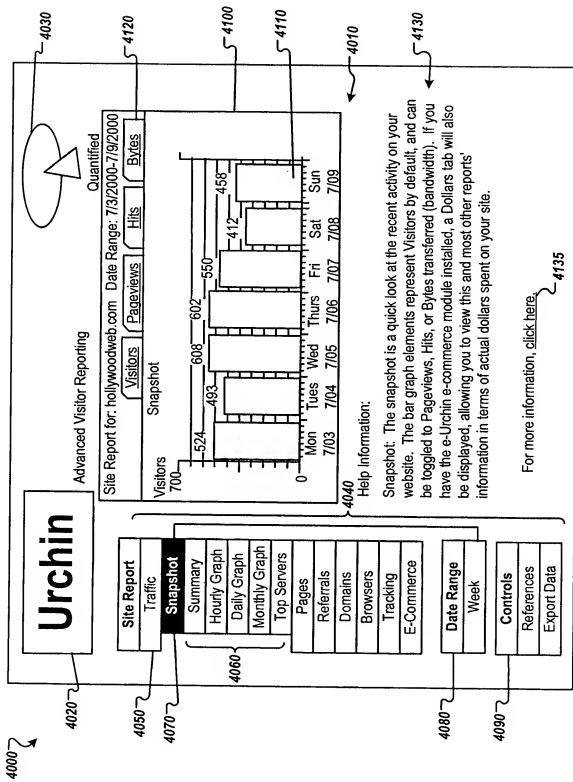 4000
4020
Urchin
Advanced Visitor Reporting
Quantified
4030
Site Report for: hollywoodweb.com Date Range: 7/3/2000-7/9/2000
Visitors
Pageviews
Hits
Bytes
4120
Snapshot
Visitors
700
0
524
493
608
602
550
412
458
Mon
7/03
Tues
7/04
Wed
7/05
Thurs
7/06
Fri
7/07
Sat
7/08
Sun
7/09
4100
4110
4010
Site Report
Traffic
Snapshot
Summary
Hourly Graph
Daily Graph
Monthly Graph
Top Servers
Pages
Referrals
Domains
Browsers
Tracking
E-Commerce
4050
4070
4060
4040
Date Range
Week
4080
Controls
References
Export Data
4090
Help Information:
Snapshot: The snapshot is a quick look at the recent activity on your
website. The bar graph elements represent Visitors by default, and can
be toggled to Pageviews, Hits, or Bytes transferred (bandwidth). If you
have the e-Urchin e-commerce module installed, a Dollars tab will also
be displayed, allowing you to view this and most other reports'
information in terms of actual dollars spent on your site.
4130
For more information, click here.
4135